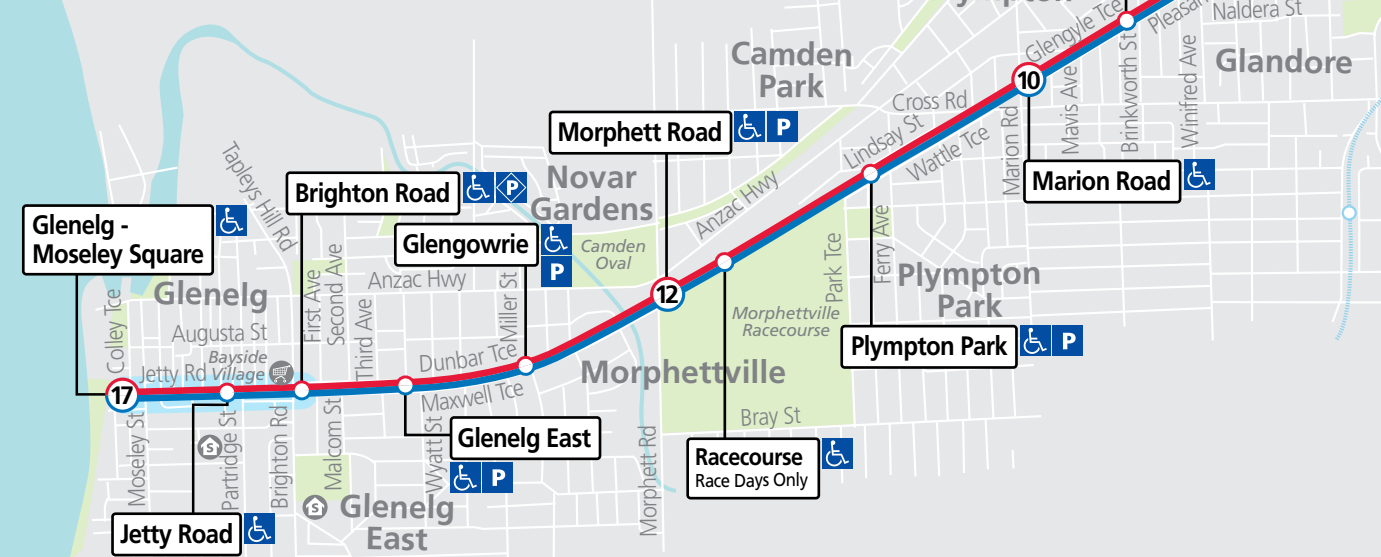 Glengyle Tce
Pleasan
Naldera St
Camden
Park
Glandore
10
Cross Rd
Lindsay St
Wattle Tce
Marion Rd
Mavis Ave
Brinkworth St
Winifred Ave
Morphett Road
P
Marion Road
Tapleys Hill Rd
Brighton Road
P
Novar
Gardens
Anzac Hwy
Glenelg -
Moseley Square
Glengowrie
P
Camden
Oval
Park Tce
Ferry Ave
Plympton
Park
Glenelg
First Ave
Second Ave
Anzac Hwy
Miller St
12
Morphettville
Racecourse
Colley Tce
Augusta St
Third Ave
Plympton Park
P
Bayside
Village
Jetty Rd
Dunbar Tce
Morphettville
17
Maxwell Tce
Bray St
Moseley St
Partridge St
Brighton Rd
Malcom St
Wyatt St
Glenelg East
P
Morphett Rd
Racecourse
Race Days Only
S
S
Glenelg
East
Jetty Road